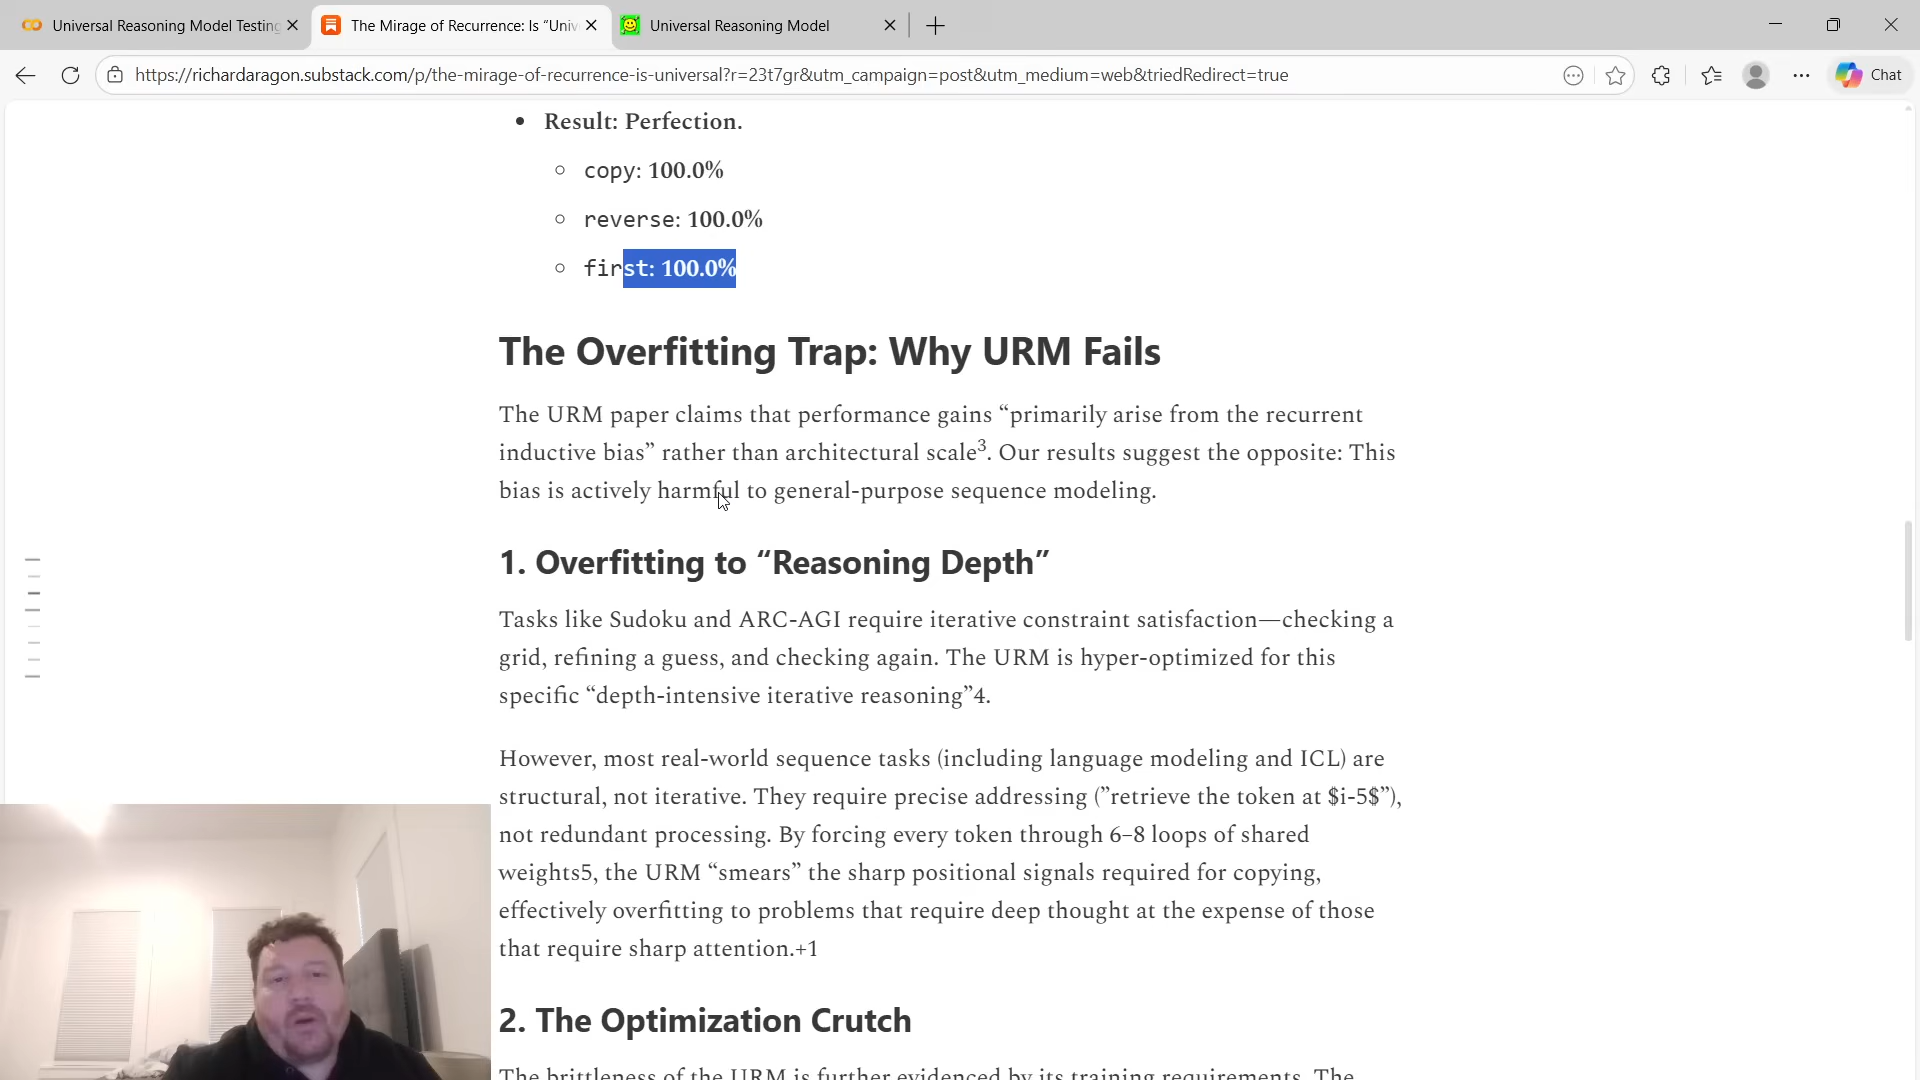 Universal Reasoning Model Testing
The Mirage of Recurrence: Is “Univ
Universal Reasoning Model
https://richardaragon.substack.com/p/the-mirage-of-recurrence-is-universal?r=23t7gr&utm_campaign=post&utm_medium=web&triedRedirect=true
Chat
• Result: Perfection.
○ copy: 100.0%
○ reverse: 100.0%
○ first: 100.0%
The Overfitting Trap: Why URM Fails
The URM paper claims that performance gains “primarily arise from the recurrent
inductive bias” rather than architectural scale3. Our results suggest the opposite: This
bias is actively harmful to general-purpose sequence modeling.
1. Overfitting to “Reasoning Depth”
Tasks like Sudoku and ARC-AGI require iterative constraint satisfaction—checking a
grid, refining a guess, and checking again. The URM is hyper-optimized for this
specific “depth-intensive iterative reasoning”4.
However, most real-world sequence tasks (including language modeling and ICL) are
structural, not iterative. They require precise addressing (”retrieve the token at $i-5$”),
not redundant processing. By forcing every token through 6–8 loops of shared
weights5, the URM “smears” the sharp positional signals required for copying,
effectively overfitting to problems that require deep thought at the expense of those
that require sharp attention.+1
2. The Optimization Crutch
The brittleness of the URM is further evidenced by its training requirements. The